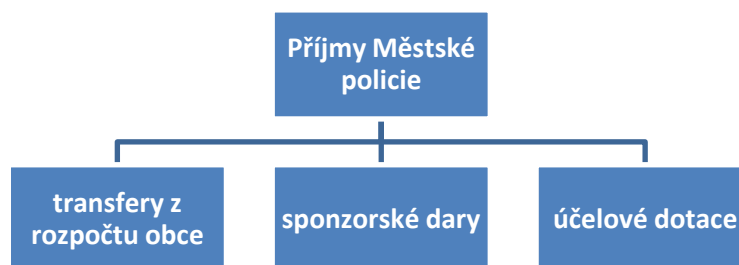 Příjmy Městské
policie
transfery z
rozpočtu obce
sponzorské dary
účelové dotace